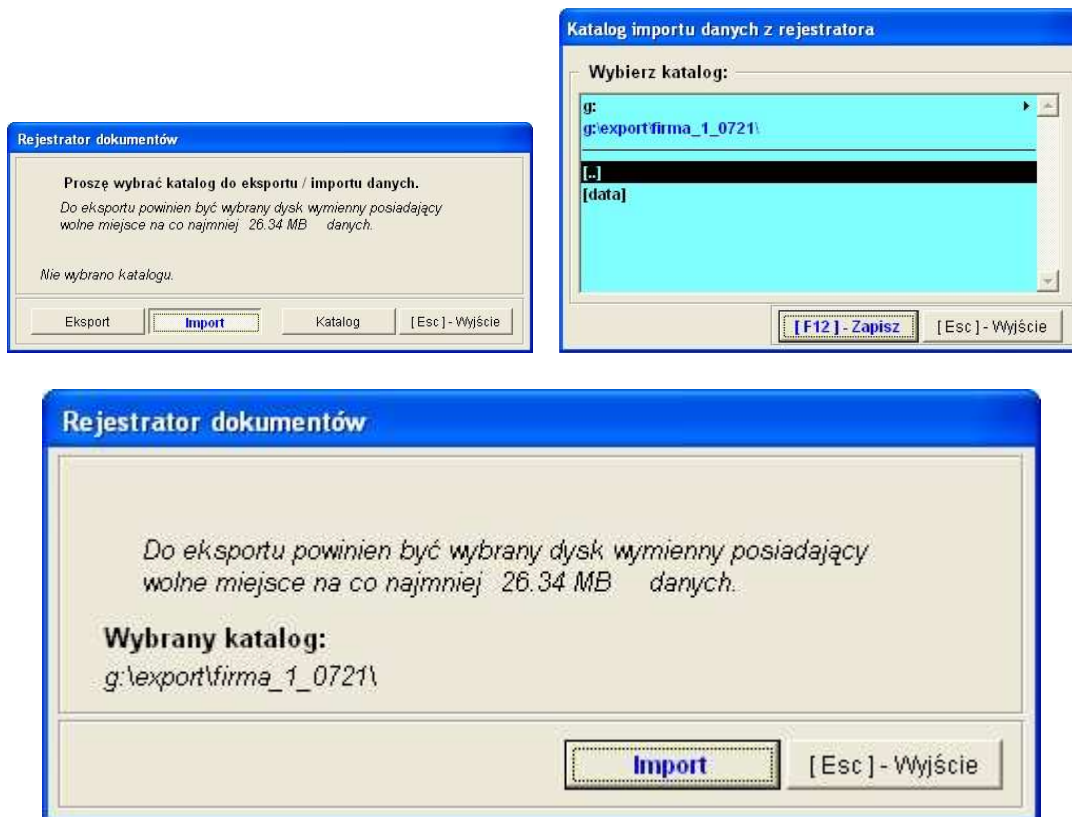 Rejestrator dokumentów
Proszę wybrać katalog do eksportu / importu danych.
Do eksportu powinien być wybrany dysk wymienny posiadający
wolne miejsce na co najmniej 26.34 MB danych.
Nie wybrano katalogu.
Eksport Import Katalog [ Esc ] - Wyjście
Katalog importu danych z rejestratora
Wybierz katalog:
g:
g:\export\firma_1_0721\
[..]
[data]
[ F12 ] - Zapisz [ Esc ] - Wyjście
Rejestrator dokumentów
Do eksportu powinien być wybrany dysk wymienny posiadający
wolne miejsce na co najmniej 26.34 MB danych.
Wybrany katalog:
g:\export\firma_1_0721\
Import [ Esc ] - Wyjście